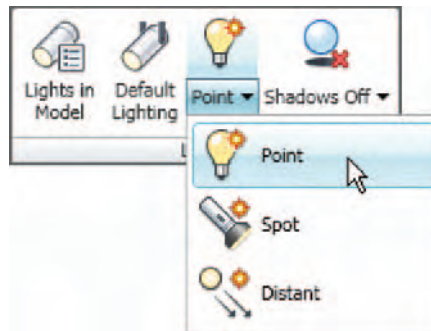 Lights in Model
Default Lighting
Point
Shadows Off
Point
Spot
Distant